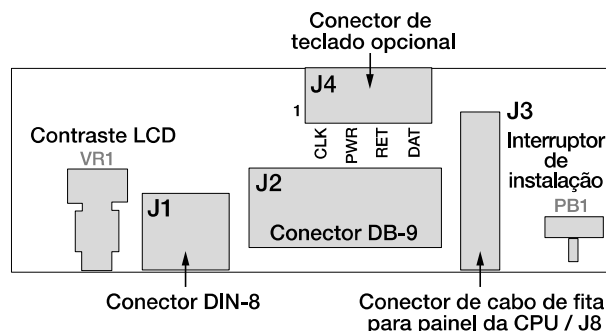 Conector de
teclado opcional
J4
1
CLK
PWR
RET
DAT
J3
Contraste LCD
VR1
Interruptor
de
instalação
PB1
J1
J2
Conector DB-9
Conector DIN-8
Conector de cabo de fita
para painel da CPU / J8